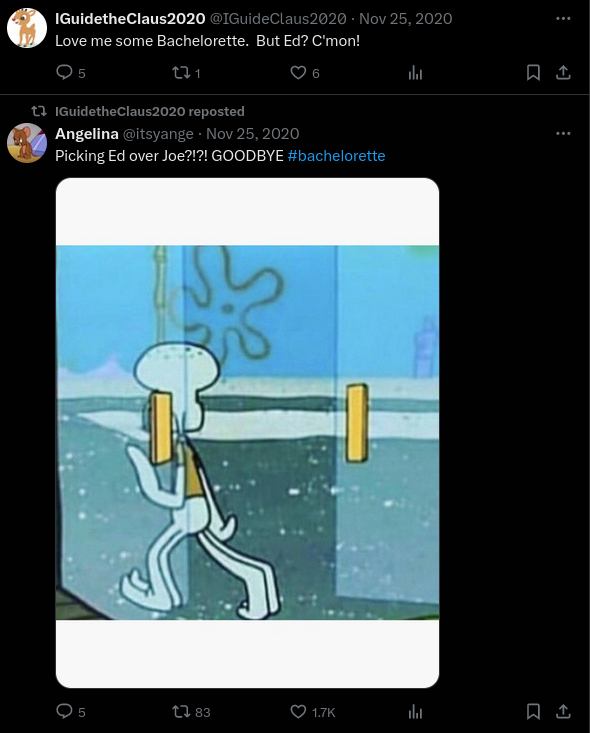 IGuidetheClaus2020 @IGuideClaus2020 · Nov 25, 2020
Love me some Bachelorette.  But Ed? C'mon!
5 1 6
IGuidetheClaus2020 reposted
Angelina @itsyange · Nov 25, 2020
Picking Ed over Joe?!?! GOODBYE #bachelorette
5 83 1.7K